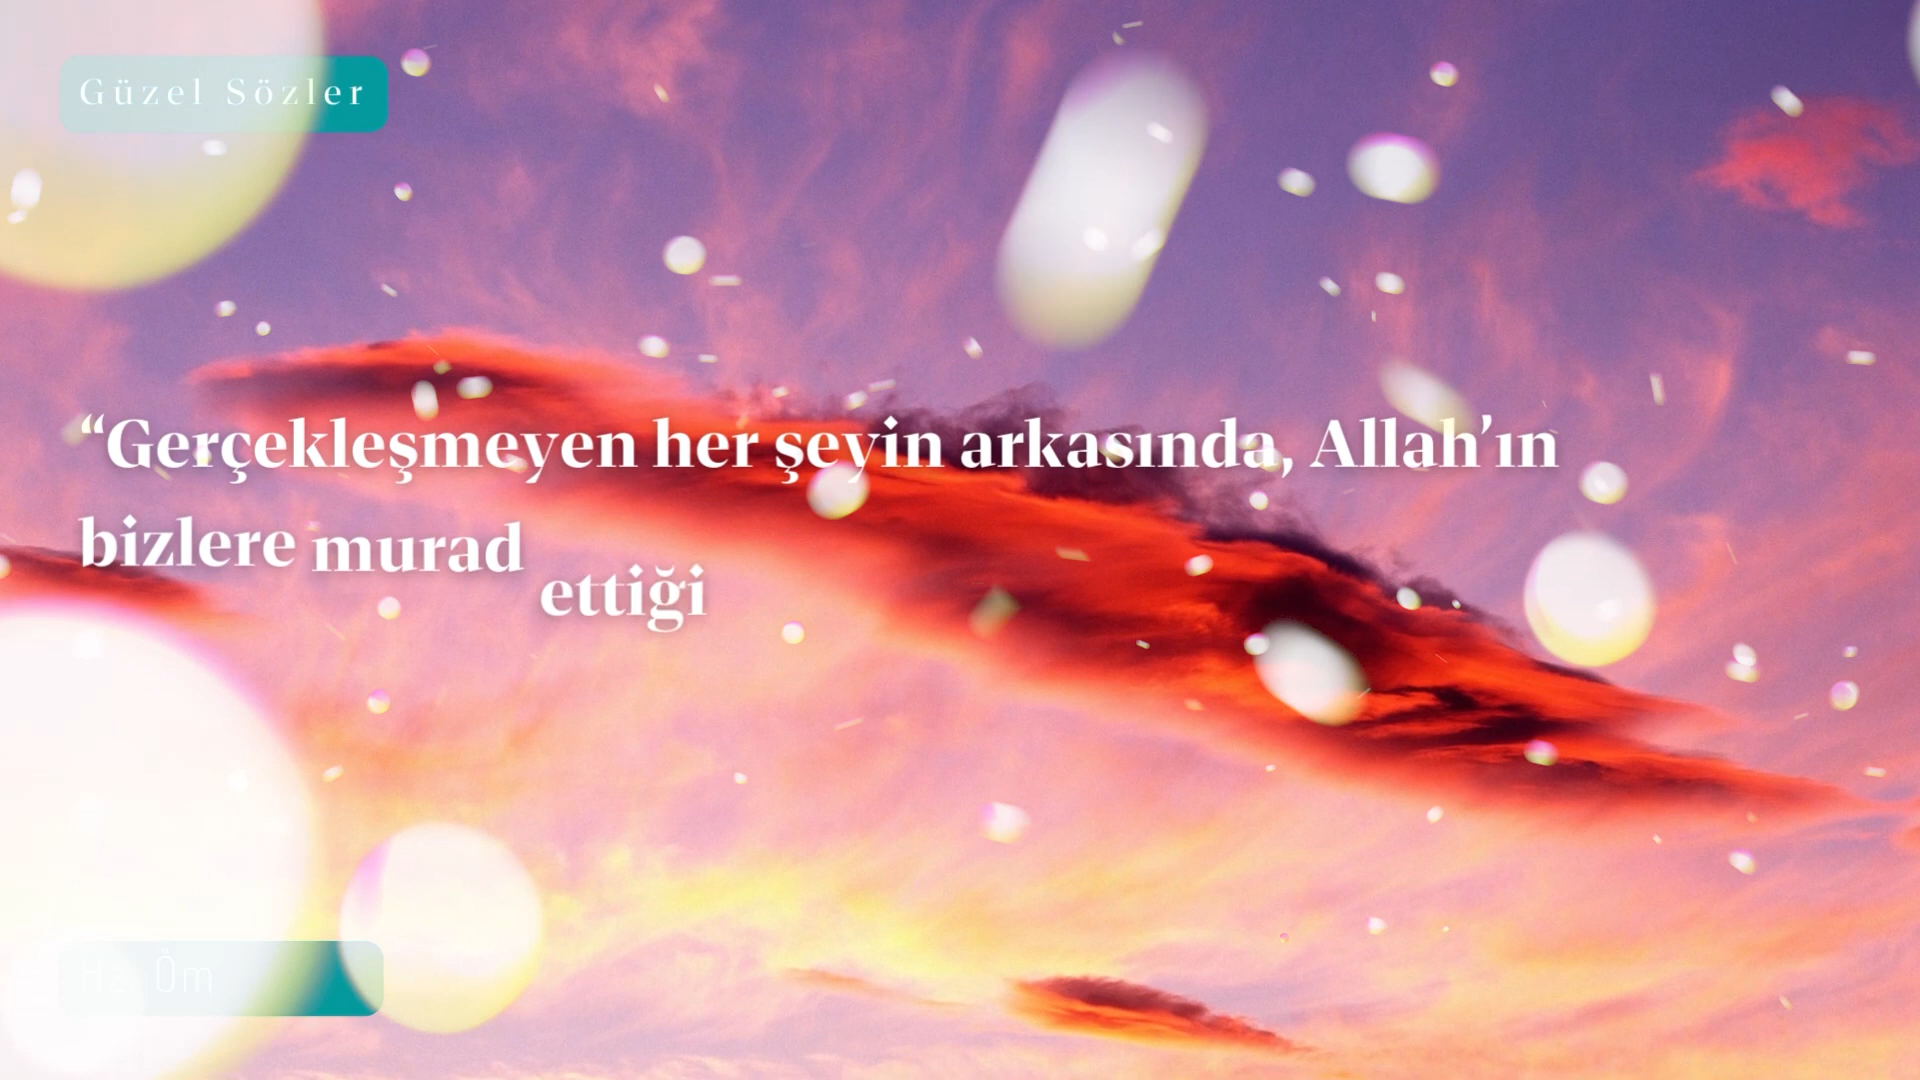 Güzel Sözler
“Gerçekleşmeyen her şeyin arkasında, Allah’ın
bizlere murad ettiği